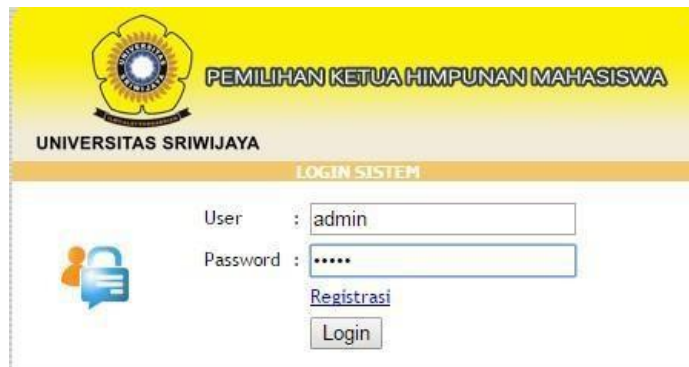 PEMILIHAN KETUA HIMPUNAN MAHASISWA
UNIVERSITAS SRIWIJAYA
LOGIN SISTEM
User : admin
Password : •••••
Registrasi
Login